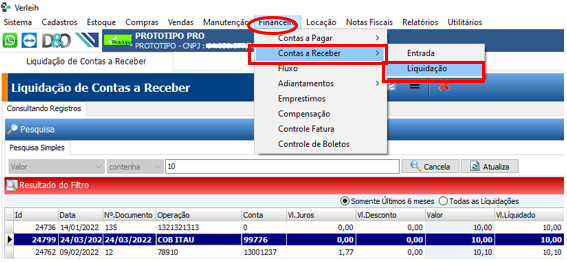 Verleih
Sistema Cadastros Estoque Compras Vendas Manutenção Financeiro Locação Notas Fiscais Relatórios Utilitários
PROTOTIPO PRO
PROTOTIPO - CNPJ :
Contas a Pagar
Contas a Receber
Fluxo
Adiantamentos
Emprestimos
Compensação
Controle Fatura
Controle de Boletos
Entrada
Liquidação
Liquidação de Contas a Receber
Liquidação de Contas a Receber
Consultando Registros
Pesquisa
Pesquisa Simples
Valor contenha 10 Cancela Atualiza
Resultado do Filtro
Somente Últimos 6 meses Todas as Líquidações
Id Data Nº.Documento Operação Conta Vl.Juros Vl.Desconto Valor Vl.Líquidado
24736 14/01/2022 135 1321321313 0 0,00 0,00 10,00 10,00
24799 24/03/202 24/03/2022 COB ITAU 99776 0,00 0,00 10,00 10,00
24762 09/02/2022 12 78910 13001237 1,77 0,00 10,10 10,10